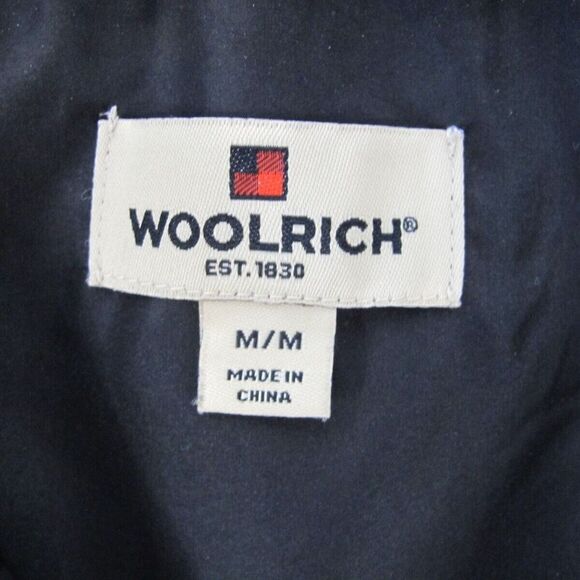 WOOLRICH®
EST. 1830
M/M
MADE IN
CHINA